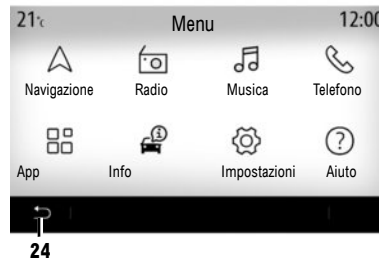 21°c Menu 12:00
Navigazione Radio Musica Telefono
App Info Impostazioni Aiuto
24